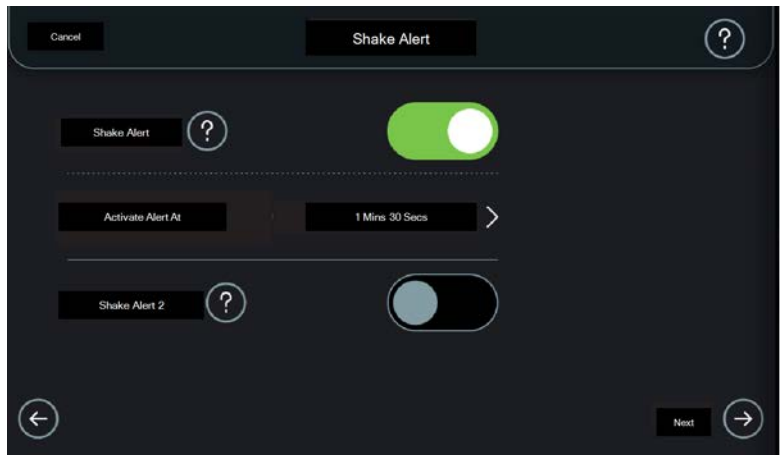 Cancel
Shake Alert
?
Shake Alert
?
Activate Alert At
1 Mins 30 Secs
Shake Alert 2
?
Next